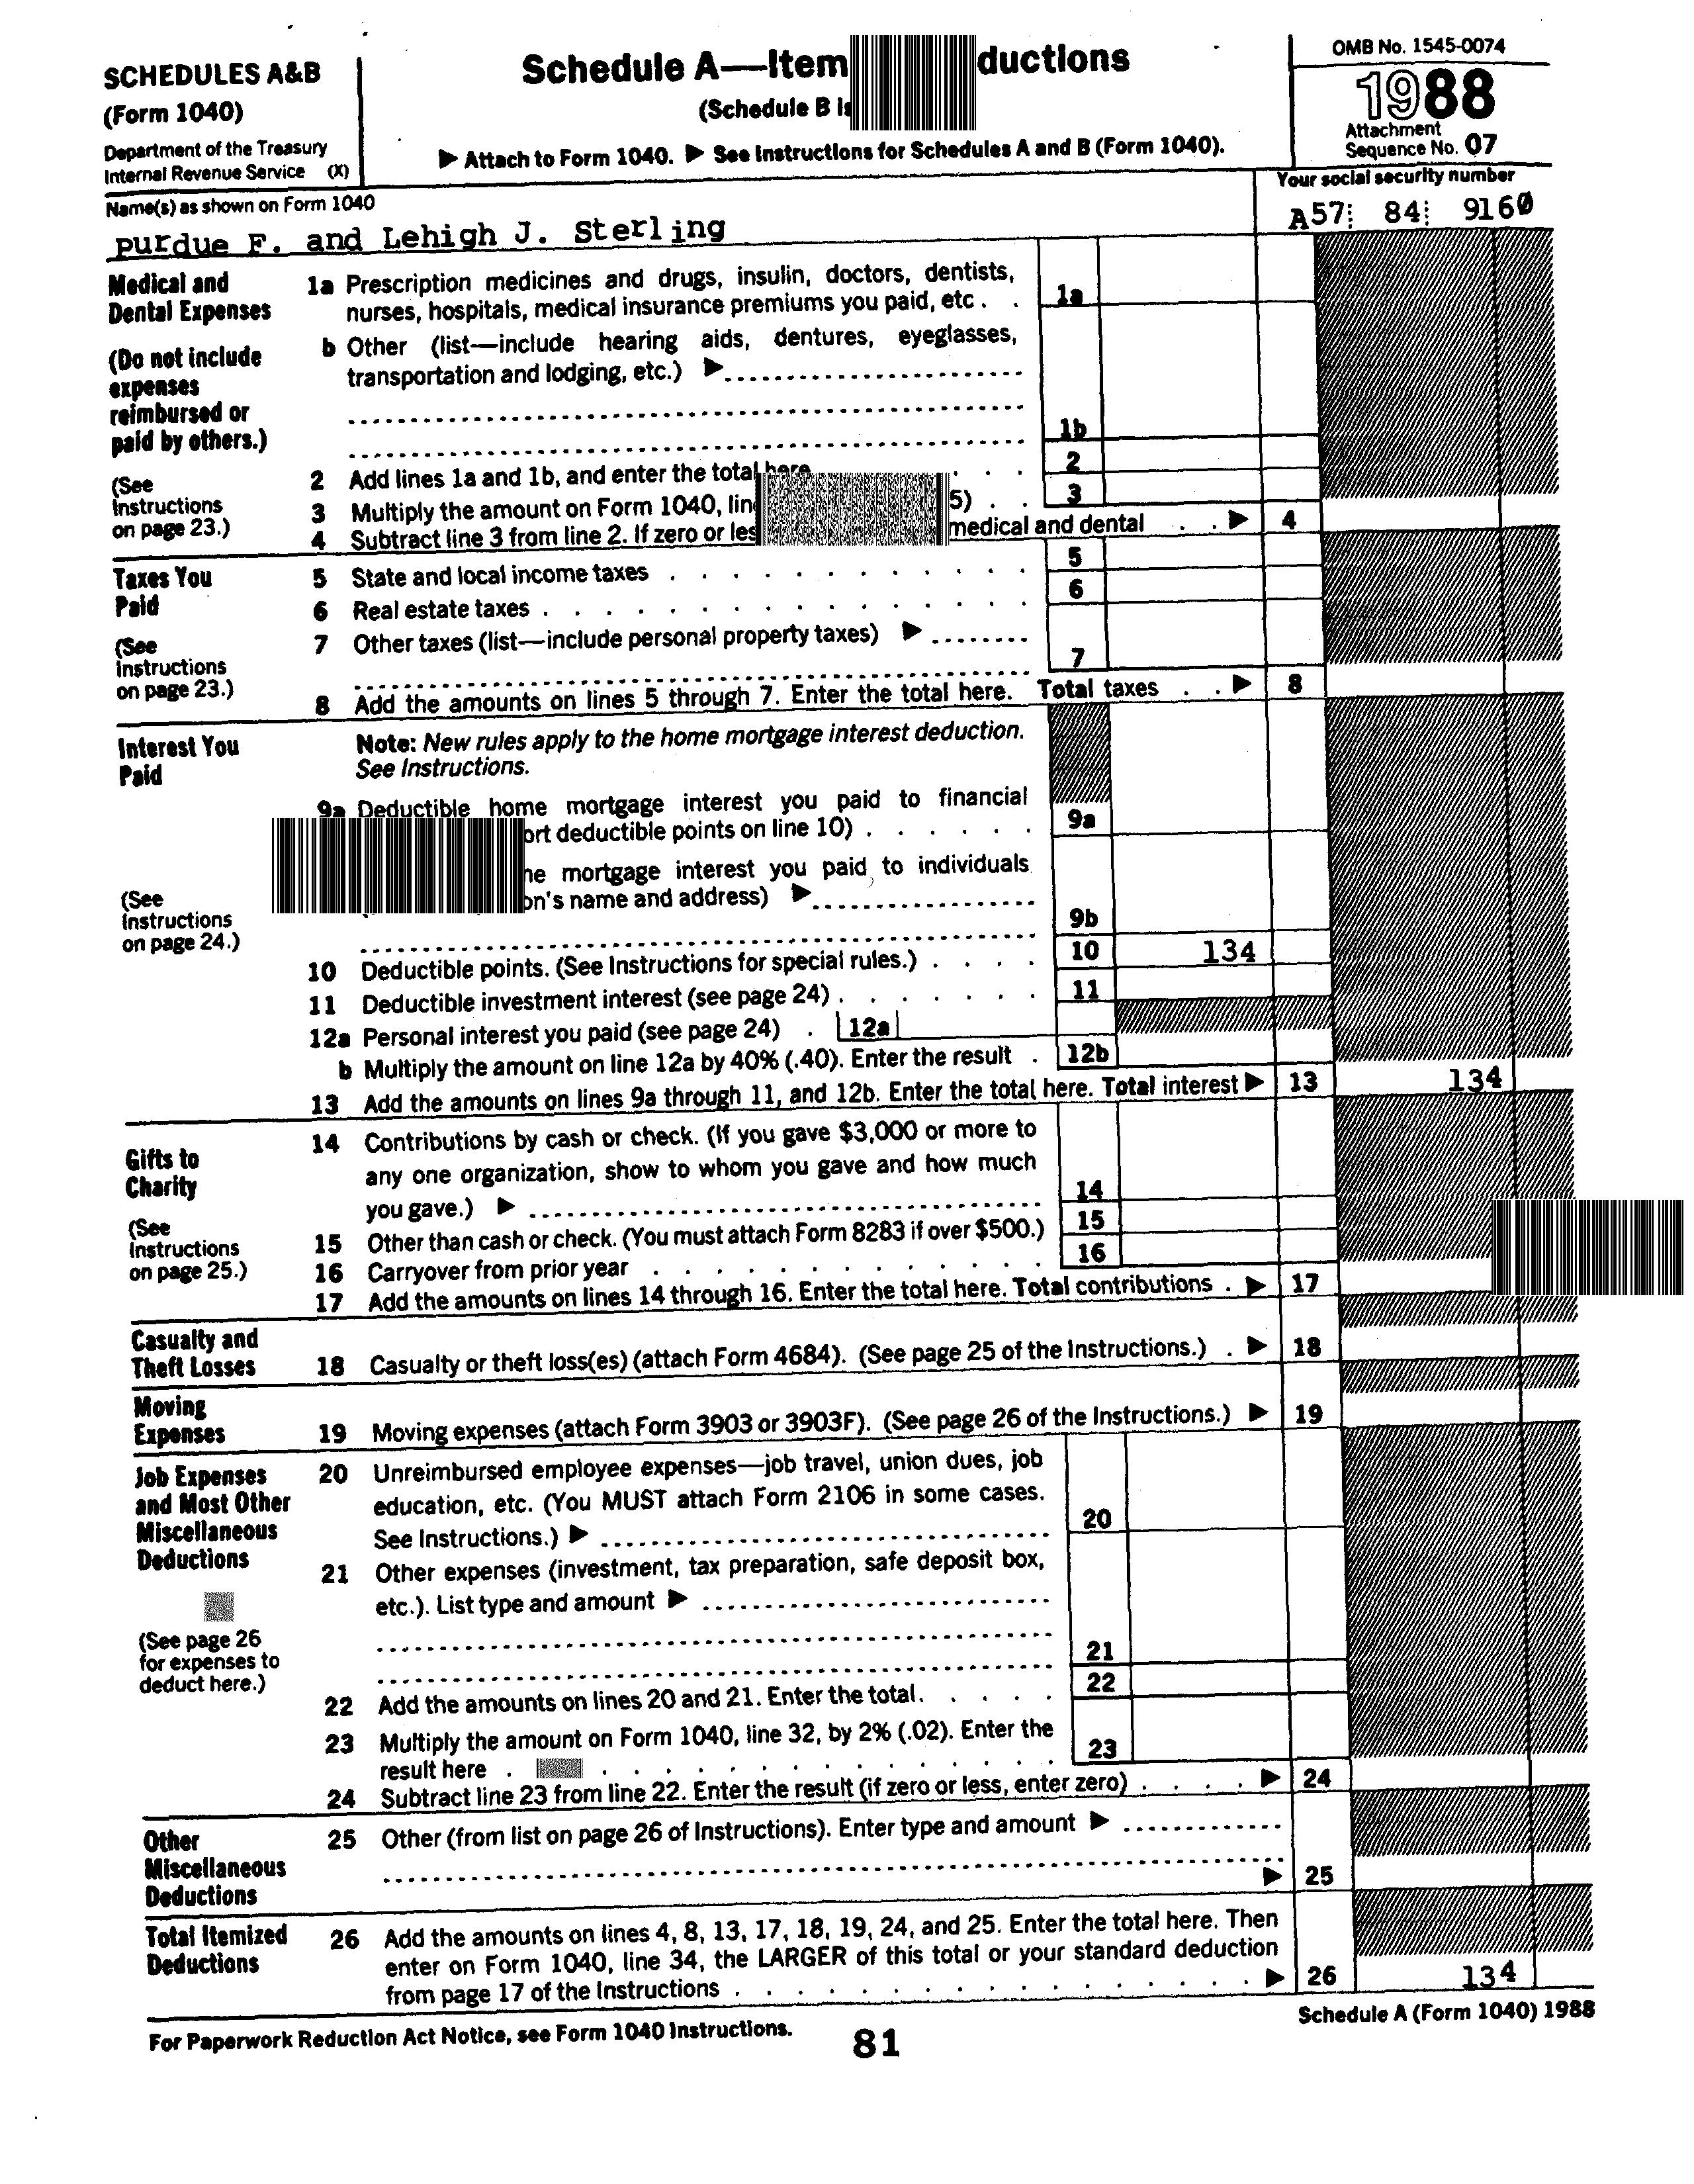 SCHEDULES A&B
(Form 1040)
Department of the Treasury
Internal Revenue Service (X)
Schedule A—Item ductions
(Schedule B is
▶ Attach to Form 1040. ▶ See Instructions for Schedules A and B (Form 1040).
OMB No. 1545-0074
1988
Attachment
Sequence No. 07
Name(s) as shown on Form 1040
Your social security number
Purdue F. and Lehigh J. Sterling
A57 84 9160
Medical and
Dental Expenses
(Do not include
expenses
reimbursed or
paid by others.)
(See
Instructions
on page 23.)
1a Prescription medicines and drugs, insulin, doctors, dentists,
nurses, hospitals, medical insurance premiums you paid, etc . . 1a
b Other (list—include hearing aids, dentures, eyeglasses,
transportation and lodging, etc.) ▶
1b
2 Add lines 1a and 1b, and enter the total here . . . 2
3 Multiply the amount on Form 1040, lin 5) . . 3
4 Subtract line 3 from line 2. If zero or les medical and dental . . ▶ 4
Taxes You
Paid
(See
Instructions
on page 23.)
5 State and local income taxes . . . . . . . . . . . . 5
6 Real estate taxes . . . . . . . . . . . . . . . . 6
7 Other taxes (list—include personal property taxes) ▶
7
8 Add the amounts on lines 5 through 7. Enter the total here. Total taxes . . ▶ 8
Interest You
Paid
(See
Instructions
on page 24.)
Note: New rules apply to the home mortgage interest deduction.
See Instructions.
9a Deductible home mortgage interest you paid to financial
ort deductible points on line 10) . . . . . . 9a
ne mortgage interest you paid to individuals
on's name and address) ▶
9b
10 Deductible points. (See Instructions for special rules.) . . . . 10 134
11 Deductible investment interest (see page 24) . . . . . . . 11
12a Personal interest you paid (see page 24) . 12a
b Multiply the amount on line 12a by 40% (.40). Enter the result . 12b
13 Add the amounts on lines 9a through 11, and 12b. Enter the total here. Total interest ▶ 13 134
Gifts to
Charity
(See
Instructions
on page 25.)
14 Contributions by cash or check. (If you gave $3,000 or more to
any one organization, show to whom you gave and how much
you gave.) ▶ 14
15 Other than cash or check. (You must attach Form 8283 if over $500.) 15
16 Carryover from prior year . . . . . . . . . . . . . 16
17 Add the amounts on lines 14 through 16. Enter the total here. Total contributions . ▶ 17
Casualty and
Theft Losses
18 Casualty or theft loss(es) (attach Form 4684). (See page 25 of the Instructions.) . ▶ 18
Moving
Expenses
19 Moving expenses (attach Form 3903 or 3903F). (See page 26 of the Instructions.) ▶ 19
Job Expenses
and Most Other
Miscellaneous
Deductions
(See page 26
for expenses to
deduct here.)
20 Unreimbursed employee expenses—job travel, union dues, job
education, etc. (You MUST attach Form 2106 in some cases.
See Instructions.) ▶ 20
21 Other expenses (investment, tax preparation, safe deposit box,
etc.). List type and amount ▶
21
22 Add the amounts on lines 20 and 21. Enter the total. . . . . 22
23 Multiply the amount on Form 1040, line 32, by 2% (.02). Enter the
result here . . . . . . . . . . . . . . . . 23
24 Subtract line 23 from line 22. Enter the result (if zero or less, enter zero) . . . . ▶ 24
Other
Miscellaneous
Deductions
25 Other (from list on page 26 of Instructions). Enter type and amount ▶
▶ 25
Total Itemized
Deductions
26 Add the amounts on lines 4, 8, 13, 17, 18, 19, 24, and 25. Enter the total here. Then
enter on Form 1040, line 34, the LARGER of this total or your standard deduction
from page 17 of the Instructions . . . . . . . . . . . . . . . . ▶ 26 134
For Paperwork Reduction Act Notice, see Form 1040 Instructions.
81
Schedule A (Form 1040) 1988